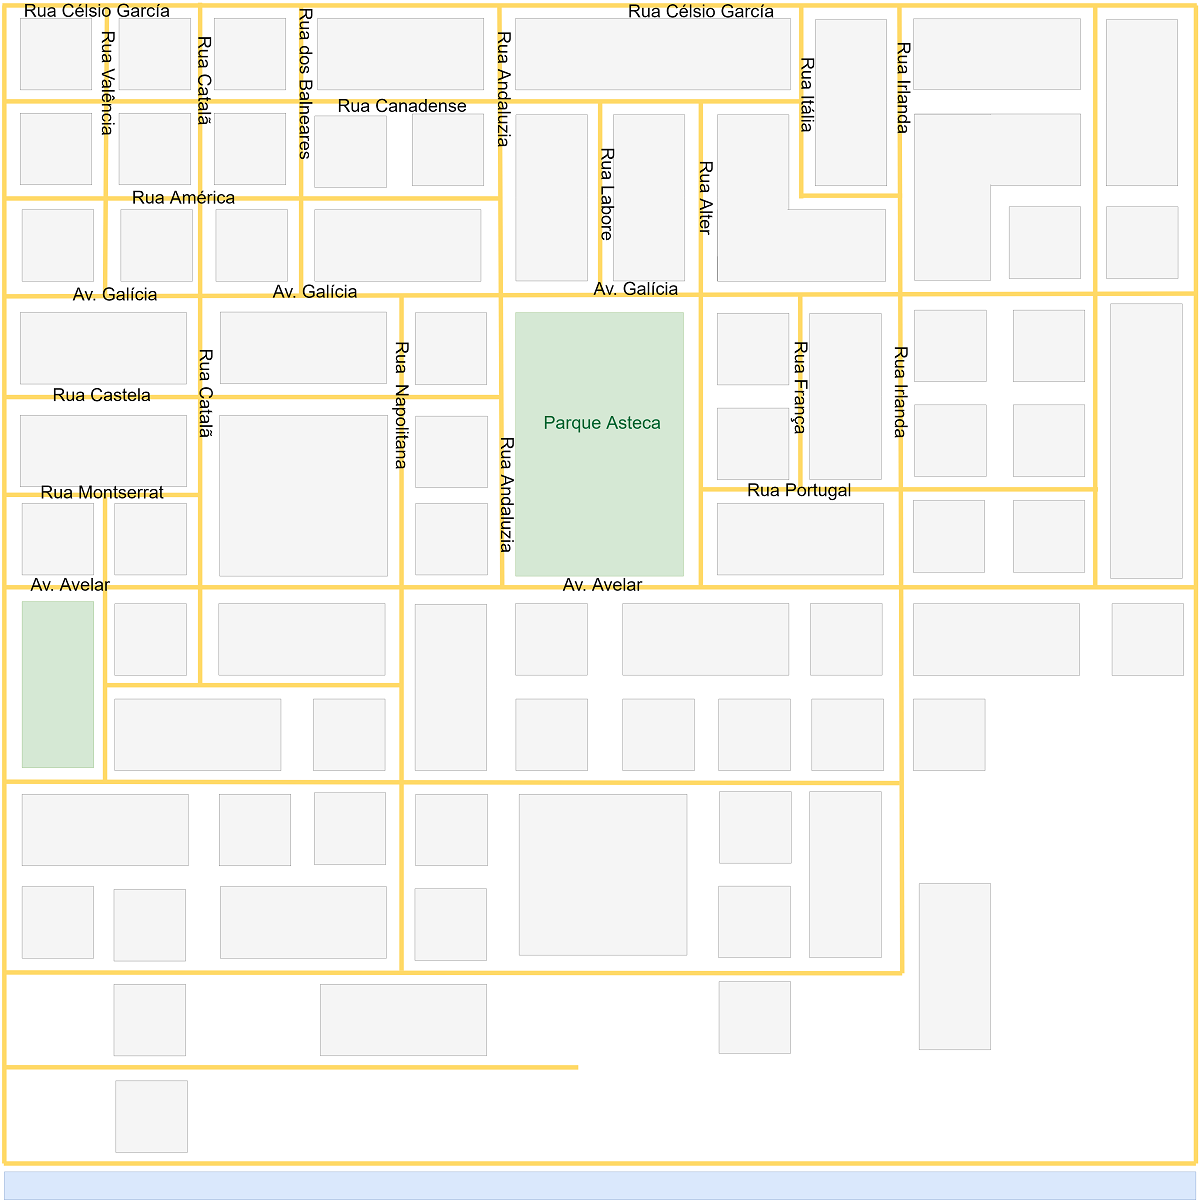 Rua Célsio García
Rua Célsio García
Rua Valência
Rua Catalã
Rua dos Balneares
Rua Andaluzia
Rua Itália
Rua Irlanda
Rua Canadense
Rua Labore
Rua Alter
Rua América
Av. Galícia
Av. Galícia
Av. Galícia
Rua Catalã
Rua Napolitana
Rua França
Rua Irlanda
Rua Castela
Parque Asteca
Rua Andaluzia
Rua Montserrat
Rua Portugal
Av. Avelar
Av. Avelar